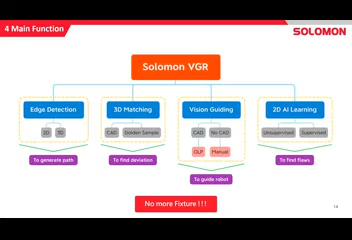 4 Main Function
SOLOMON
Solomon VGR
Edge Detection
3D Matching
Vision Guiding
2D AI Learning
2D
3D
CAD
Golden Sample
CAD
No CAD
Unsupervised
Supervised
OLP
Manual
To generate path
To find deviation
To guide robot
To find flaws
No more Fixture ! ! !
14